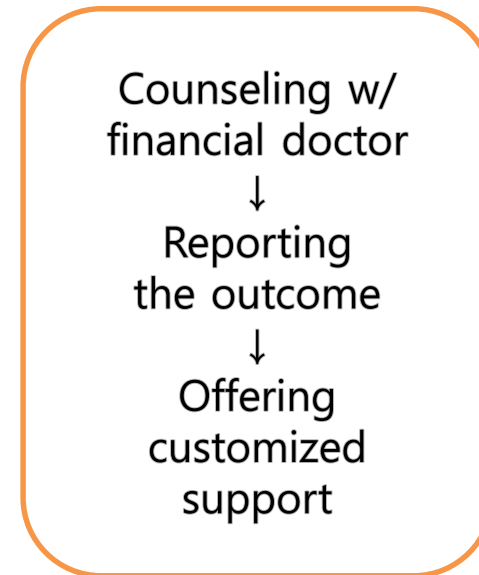 Counseling w/
financial doctor
↓
Reporting
the outcome
↓
Offering
customized
support